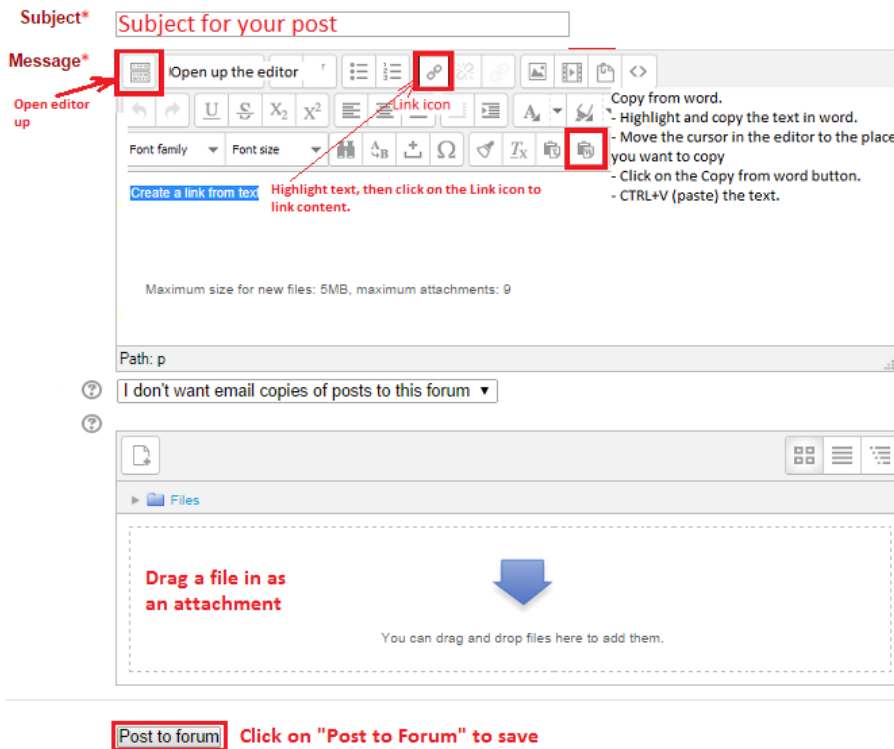 Subject*
Subject for your post
Message*
Open up the editor
Open editor
up
Link icon
Copy from word.
- Highlight and copy the text in word.
- Move the cursor in the editor to the place
you want to copy
- Click on the Copy from word button.
- CTRL+V (paste) the text.
Font family
Font size
Create a link from text
Highlight text, then click on the Link icon to
link content.
Maximum size for new files: 5MB, maximum attachments: 9
Path: p
I don't want email copies of posts to this forum
Files
Drag a file in as
an attachment
You can drag and drop files here to add them.
Post to forum
Click on "Post to Forum" to save